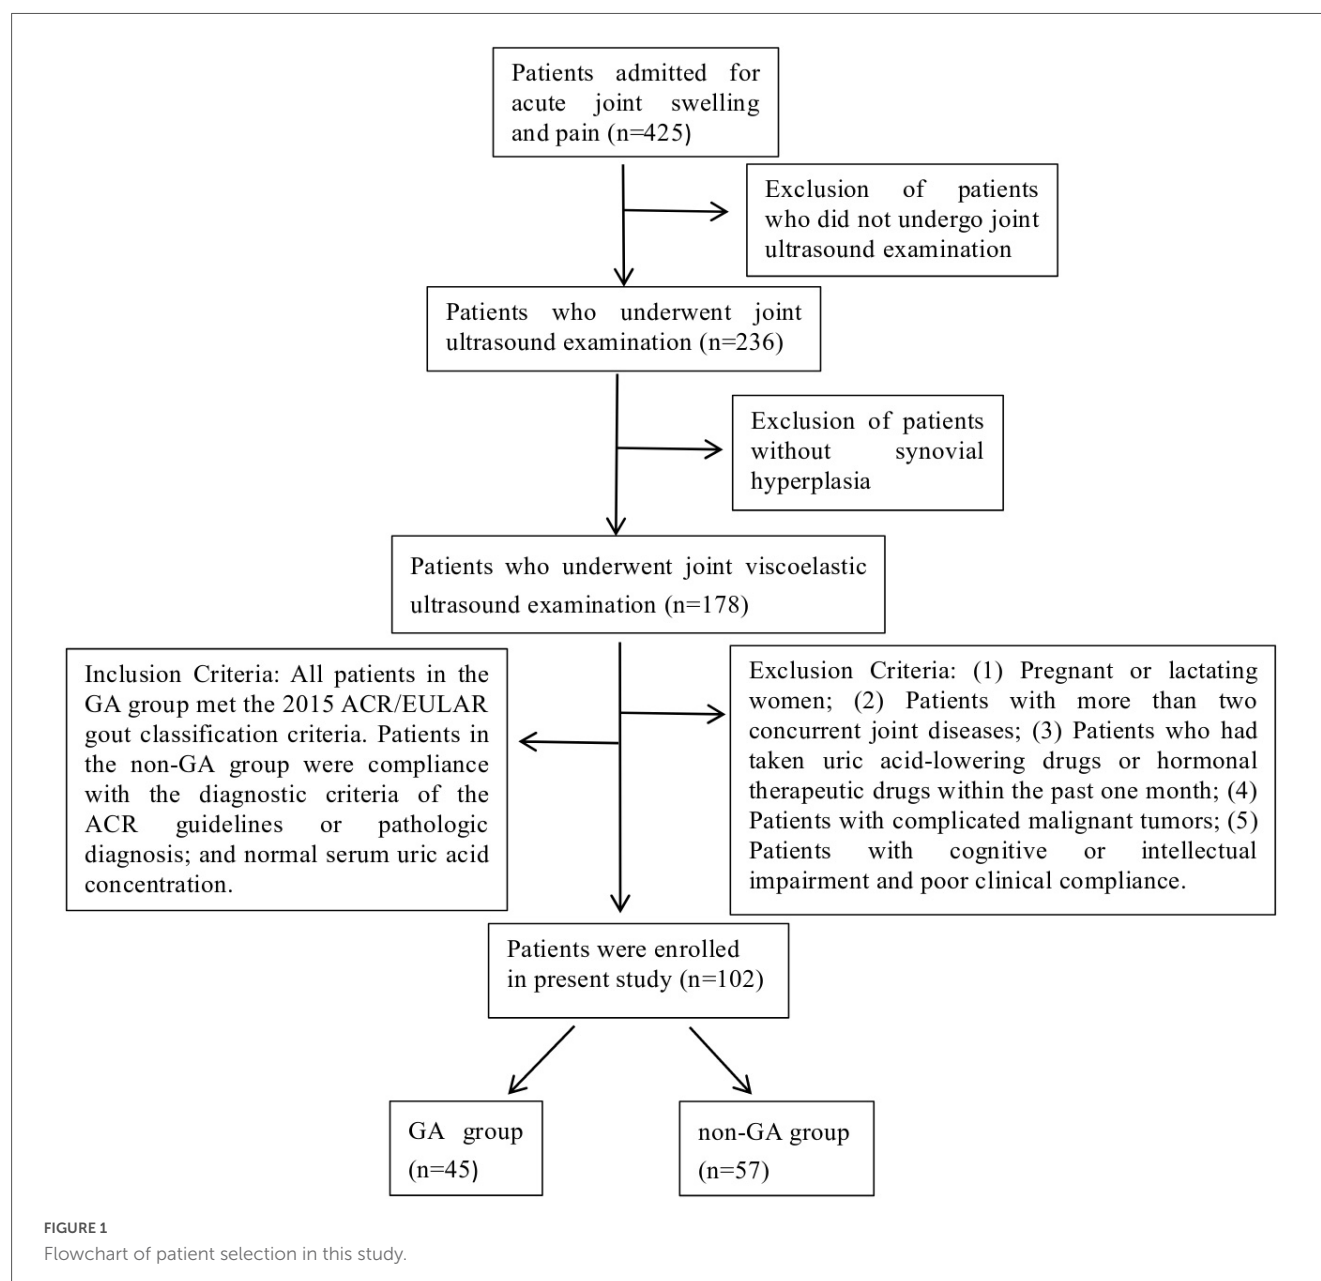 Patients admitted for
acute joint swelling
and pain (n=425)
Exclusion of patients
who did not undergo joint
ultrasound examination
Patients who underwent joint
ultrasound examination (n=236)
Exclusion of patients
without synovial
hyperplasia
Patients who underwent joint viscoelastic
ultrasound examination (n=178)
Inclusion Criteria: All patients in the
GA group met the 2015 ACR/EULAR
gout classification criteria. Patients in
the non-GA group were compliance
with the diagnostic criteria of the
ACR guidelines or pathologic
diagnosis; and normal serum uric acid
concentration.
Exclusion Criteria: (1) Pregnant or lactating
women; (2) Patients with more than two
concurrent joint diseases; (3) Patients who had
taken uric acid-lowering drugs or hormonal
therapeutic drugs within the past one month; (4)
Patients with complicated malignant tumors; (5)
Patients with cognitive or intellectual
impairment and poor clinical compliance.
Patients were enrolled
in present study (n=102)
GA group
(n=45)
non-GA group
(n=57)
FIGURE 1
Flowchart of patient selection in this study.